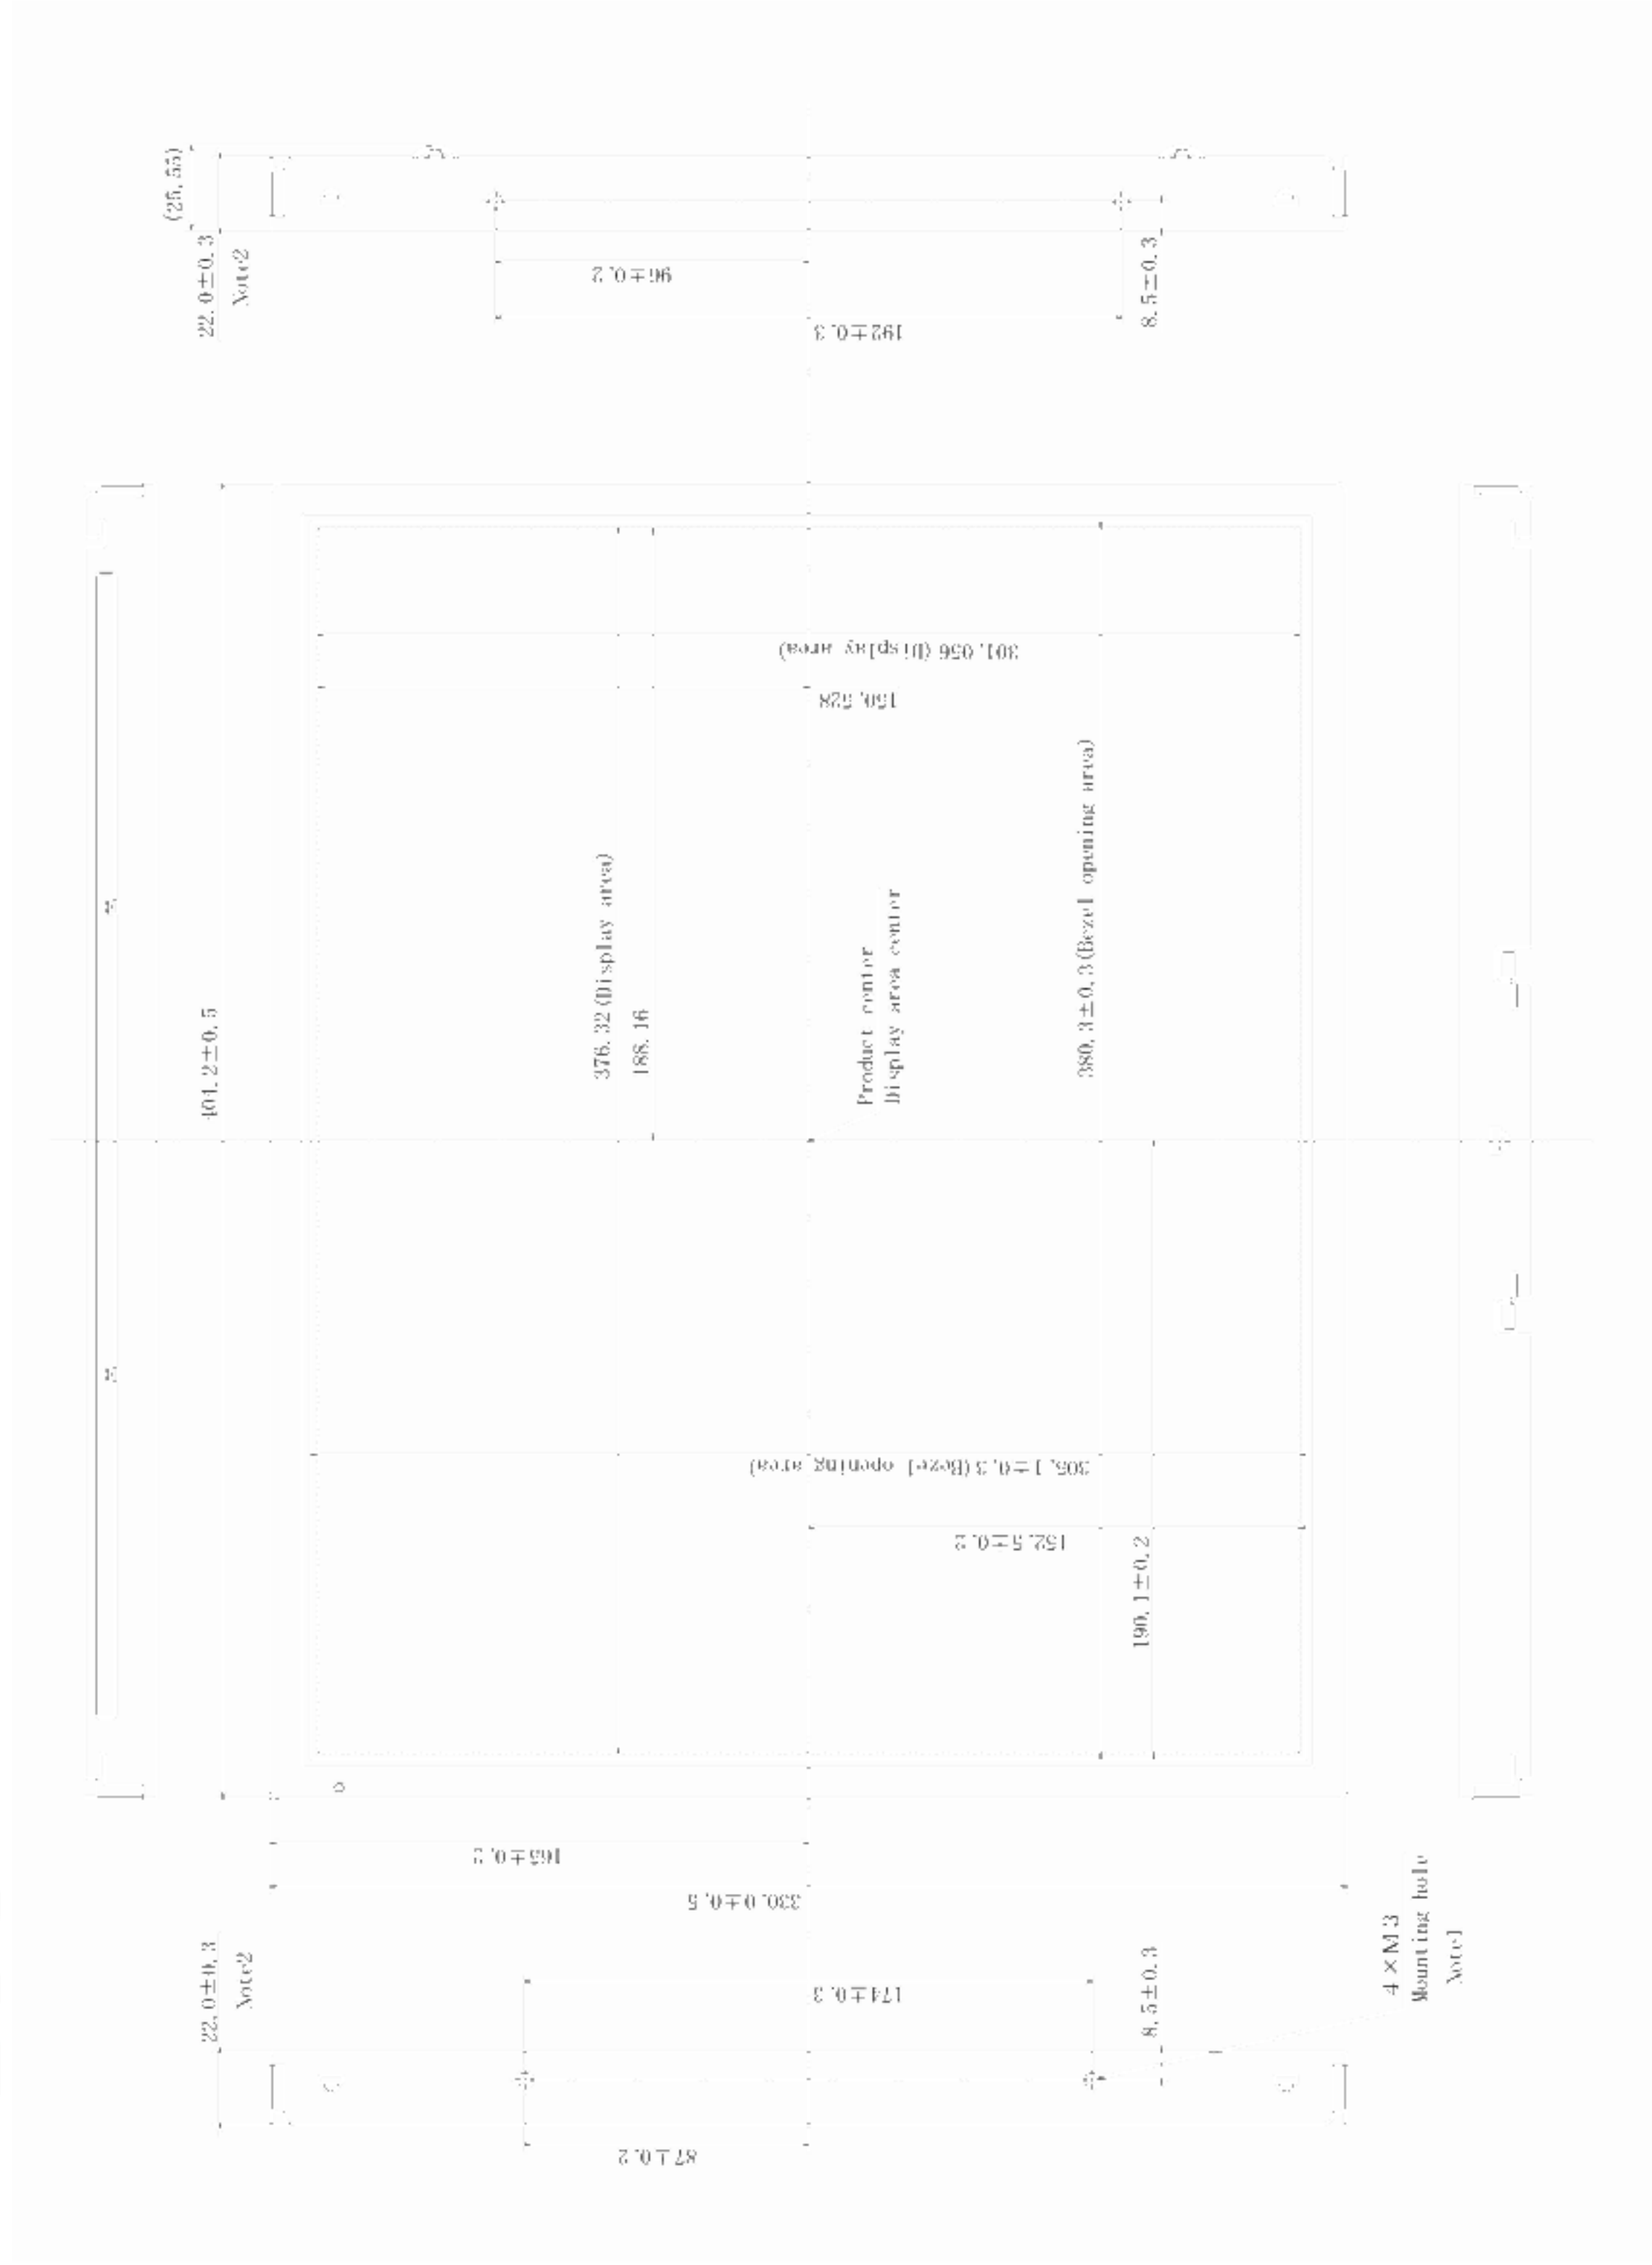 (25.55)
22.0±0.3
Note2
96±0.2
192±0.3
8.5±0.3
404.2±0.5
301.056 (Display area)
150.528
376.32 (Display area)
188.16
Product center
Display area center
380.3±0.3 (Bezel opening area)
305.1±0.3 (Bezel opening area)
152.5±0.2
190.1±0.2
165±0.2
330.0±0.5
22.0±0.3
Note2
174±0.3
8.5±0.3
4×M3
Mounting hole
Note1
87±0.2